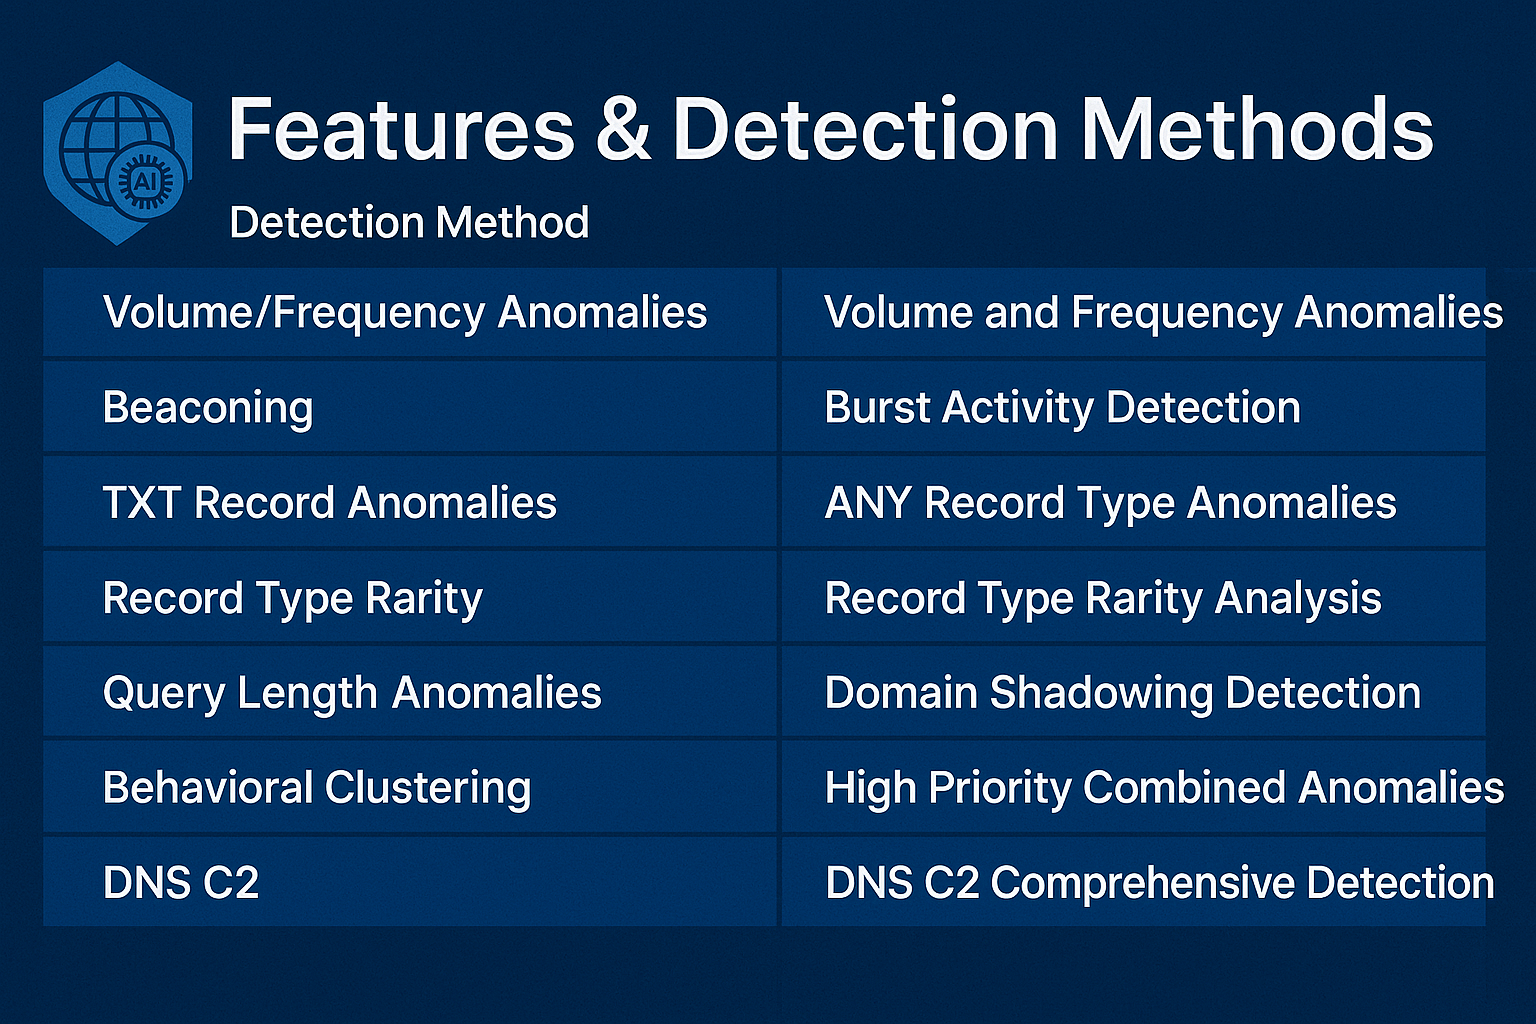 AI
Features & Detection Methods
Detection Method
Volume/Frequency Anomalies
Volume and Frequency Anomalies
Beaconing
Burst Activity Detection
TXT Record Anomalies
ANY Record Type Anomalies
Record Type Rarity
Record Type Rarity Analysis
Query Length Anomalies
Domain Shadowing Detection
Behavioral Clustering
High Priority Combined Anomalies
DNS C2
DNS C2 Comprehensive Detection